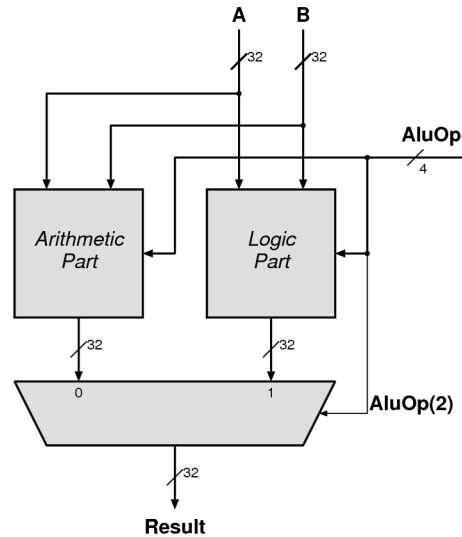 A B
32 32
AluOp
4
Arithmetic
Part
Logic
Part
32 32
0 1
AluOp(2)
32
Result